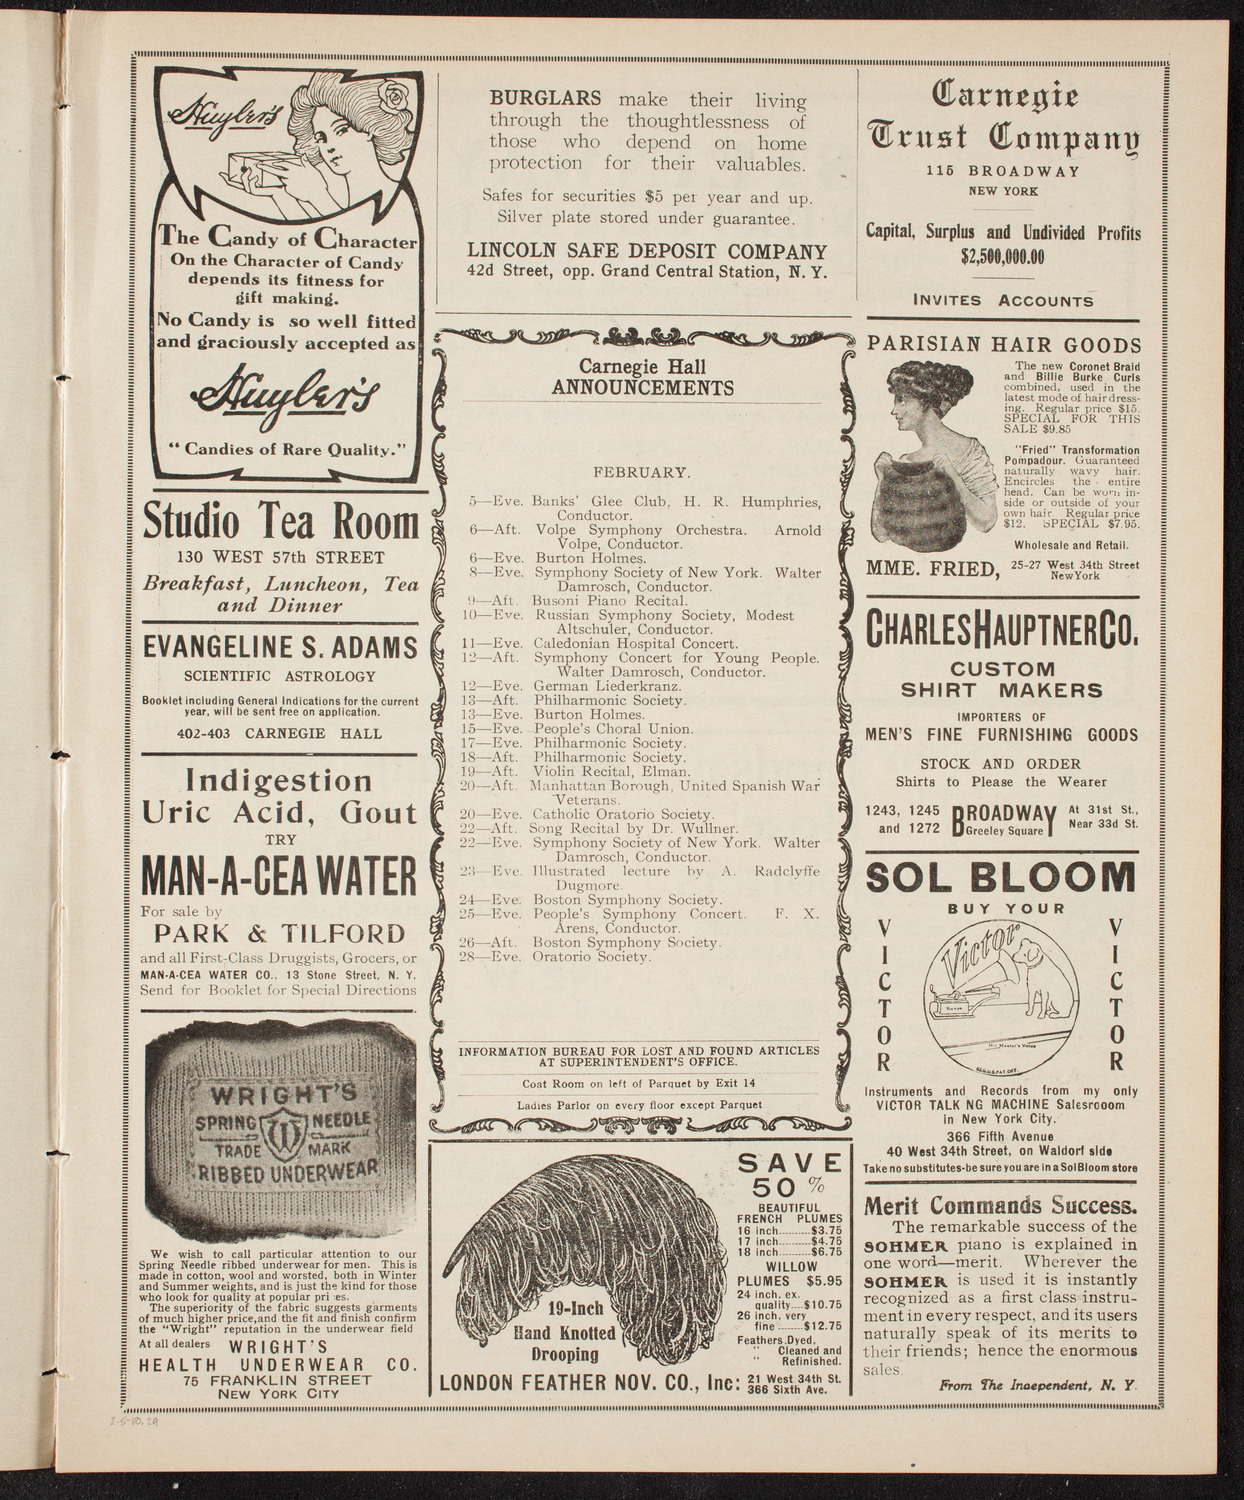 Huyler's
The Candy of Character
On the Character of Candy
depends its fitness for
gift making.
No Candy is so well fitted
and graciously accepted as
Huyler's
"Candies of Rare Quality."
Studio Tea Room
130 WEST 57th STREET
Breakfast, Luncheon, Tea
and Dinner
EVANGELINE S. ADAMS
SCIENTIFIC ASTROLOGY
Booklet including General Indications for the current
year, will be sent free on application.
402-403 CARNEGIE HALL
Indigestion
Uric Acid, Gout
TRY
MAN-A-CEA WATER
For sale by
PARK & TILFORD
and all First-Class Druggists, Grocers, or
MAN-A-CEA WATER CO., 13 Stone Street, N. Y.
Send for Booklet for Special Directions
WRIGHT'S
SPRING NEEDLE
TRADE MARK
RIBBED UNDERWEAR
We wish to call particular attention to our
Spring Needle ribbed underwear for men. This is
made in cotton, wool and worsted, both in Winter
and Summer weights, and is just the kind for those
who look for quality at popular pri es.
The superiority of the fabric suggests garments
of much higher price,and the fit and finish confirm
the "Wright" reputation in the underwear field
At all dealers WRIGHT'S
HEALTH UNDERWEAR CO.
75 FRANKLIN STREET
NEW YORK CITY
BURGLARS make their living
through the thoughtlessness of
those who depend on home
protection for their valuables.
Safes for securities $5 per year and up.
Silver plate stored under guarantee.
LINCOLN SAFE DEPOSIT COMPANY
42d Street, opp. Grand Central Station, N. Y.
Carnegie Hall
ANNOUNCEMENTS
FEBRUARY.
5—Eve. Banks' Glee Club, H. R. Humphries,
Conductor.
6—Aft. Volpe Symphony Orchestra. Arnold
Volpe, Conductor.
6—Eve. Burton Holmes.
8—Eve. Symphony Society of New York. Walter
Damrosch, Conductor.
9—Aft. Busoni Piano Recital.
10—Eve. Russian Symphony Society, Modest
Altschuler, Conductor.
11—Eve. Caledonian Hospital Concert.
12—Aft. Symphony Concert for Young People.
Walter Damrosch, Conductor.
12—Eve. German Liederkranz.
13—Aft. Philharmonic Society.
13—Eve. Burton Holmes.
15—Eve. People's Choral Union.
17—Eve. Philharmonic Society.
18—Aft. Philharmonic Society.
19—Aft. Violin Recital, Elman.
20—Aft. Manhattan Borough, United Spanish War
Veterans.
20—Eve. Catholic Oratorio Society.
22—Aft. Song Recital by Dr. Wullner.
22—Eve. Symphony Society of New York. Walter
Damrosch, Conductor.
23—Eve. Illustrated lecture by A. Radclyffe
Dugmore.
24—Eve. Boston Symphony Society.
25—Eve. People's Symphony Concert. F. X.
Arens, Conductor.
26—Aft. Boston Symphony Society.
28—Eve. Oratorio Society.
INFORMATION BUREAU FOR LOST AND FOUND ARTICLES
AT SUPERINTENDENT'S OFFICE.
Coat Room on left of Parquet by Exit 14
Ladies Parlor on every floor except Parquet
19-Inch
Hand Knotted
Drooping
SAVE
50 %
BEAUTIFUL
FRENCH PLUMES
16 inch.........$3.75
17 inch.........$4.75
18 inch.........$6.75
WILLOW
PLUMES $5.95
24 inch. ex.
quality....$10.75
26 inch, very
fine........$12.75
Feathers Dyed,
" Cleaned and
" Refinished.
LONDON FEATHER NOV. CO., Inc: 21 West 34th St.
366 Sixth Ave.
Carnegie
Trust Company
115 BROADWAY
NEW YORK
Capital, Surplus and Undivided Profits
$2,500,000.00
INVITES ACCOUNTS
PARISIAN HAIR GOODS
The new Coronet Braid
and Billie Burke Curls
combined, used in the
latest mode of hair dress-
ing. Regular price $15.
SPECIAL FOR THIS
SALE $9.85
"Fried" Transformation
Pompadour. Guaranteed
naturally wavy hair.
Encircles the entire
head. Can be worn in-
side or outside of your
own hair. Regular price
$12. SPECIAL $7.95.
Wholesale and Retail.
MME. FRIED, 25-27 West 34th Street
NewYork
CHARLES HAUPTNER CO.
CUSTOM
SHIRT MAKERS
IMPORTERS OF
MEN'S FINE FURNISHING GOODS
STOCK AND ORDER
Shirts to Please the Wearer
1243, 1245
and 1272
BROADWAY
Greeley Square
At 31st St.,
Near 33d St.
SOL BLOOM
BUY YOUR
VICTOR
Victor
His Master's Voice
REG. U.S. PAT. OFF.
VICTOR
Instruments and Records from my only
VICTOR TALK NG MACHINE Salesrooom
in New York City.
366 Fifth Avenue
40 West 34th Street, on Waldorf side
Take no substitutes-be sure you are in a Sol Bloom store
Merit Commands Success.
The remarkable success of the
SOHMER piano is explained in
one word—merit. Wherever the
SOHMER is used it is instantly
recognized as a first class instru-
ment in every respect, and its users
naturally speak of its merits to
their friends; hence the enormous
sales.
From The Independent, N. Y.
2-5-10, 2A